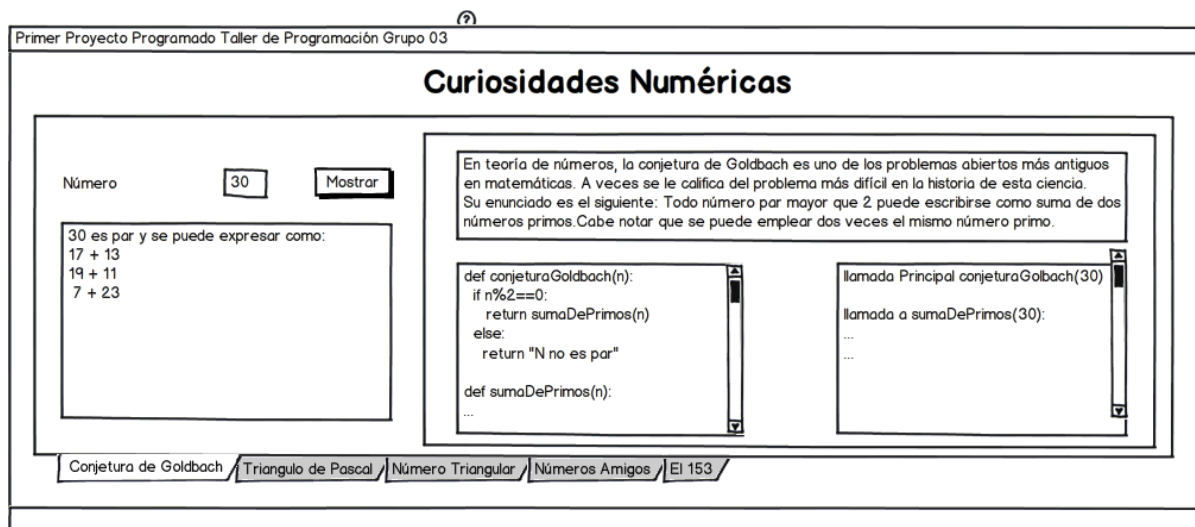 ?
Primer Proyecto Programado Taller de Programación Grupo 03
Curiosidades Numéricas
Número
30
Mostrar
30 es par y se puede expresar como:
17 + 13
19 + 11
7 + 23
En teoría de números, la conjetura de Goldbach es uno de los problemas abiertos más antiguos
en matemáticas. A veces se le califica del problema más difícil en la historia de esta ciencia.
Su enunciado es el siguiente: Todo número par mayor que 2 puede escribirse como suma de dos
números primos.Cabe notar que se puede emplear dos veces el mismo número primo.
def conjeturaGoldbach(n):
if n%2==0:
return sumaDePrimos(n)
else:
return "N no es par"
def sumaDePrimos(n):
...
llamada Principal conjeturaGolbach(30)
llamada a sumaDePrimos(30):
...
...
Conjetura de Goldbach
Triangulo de Pascal
Número Triangular
Números Amigos
El 153